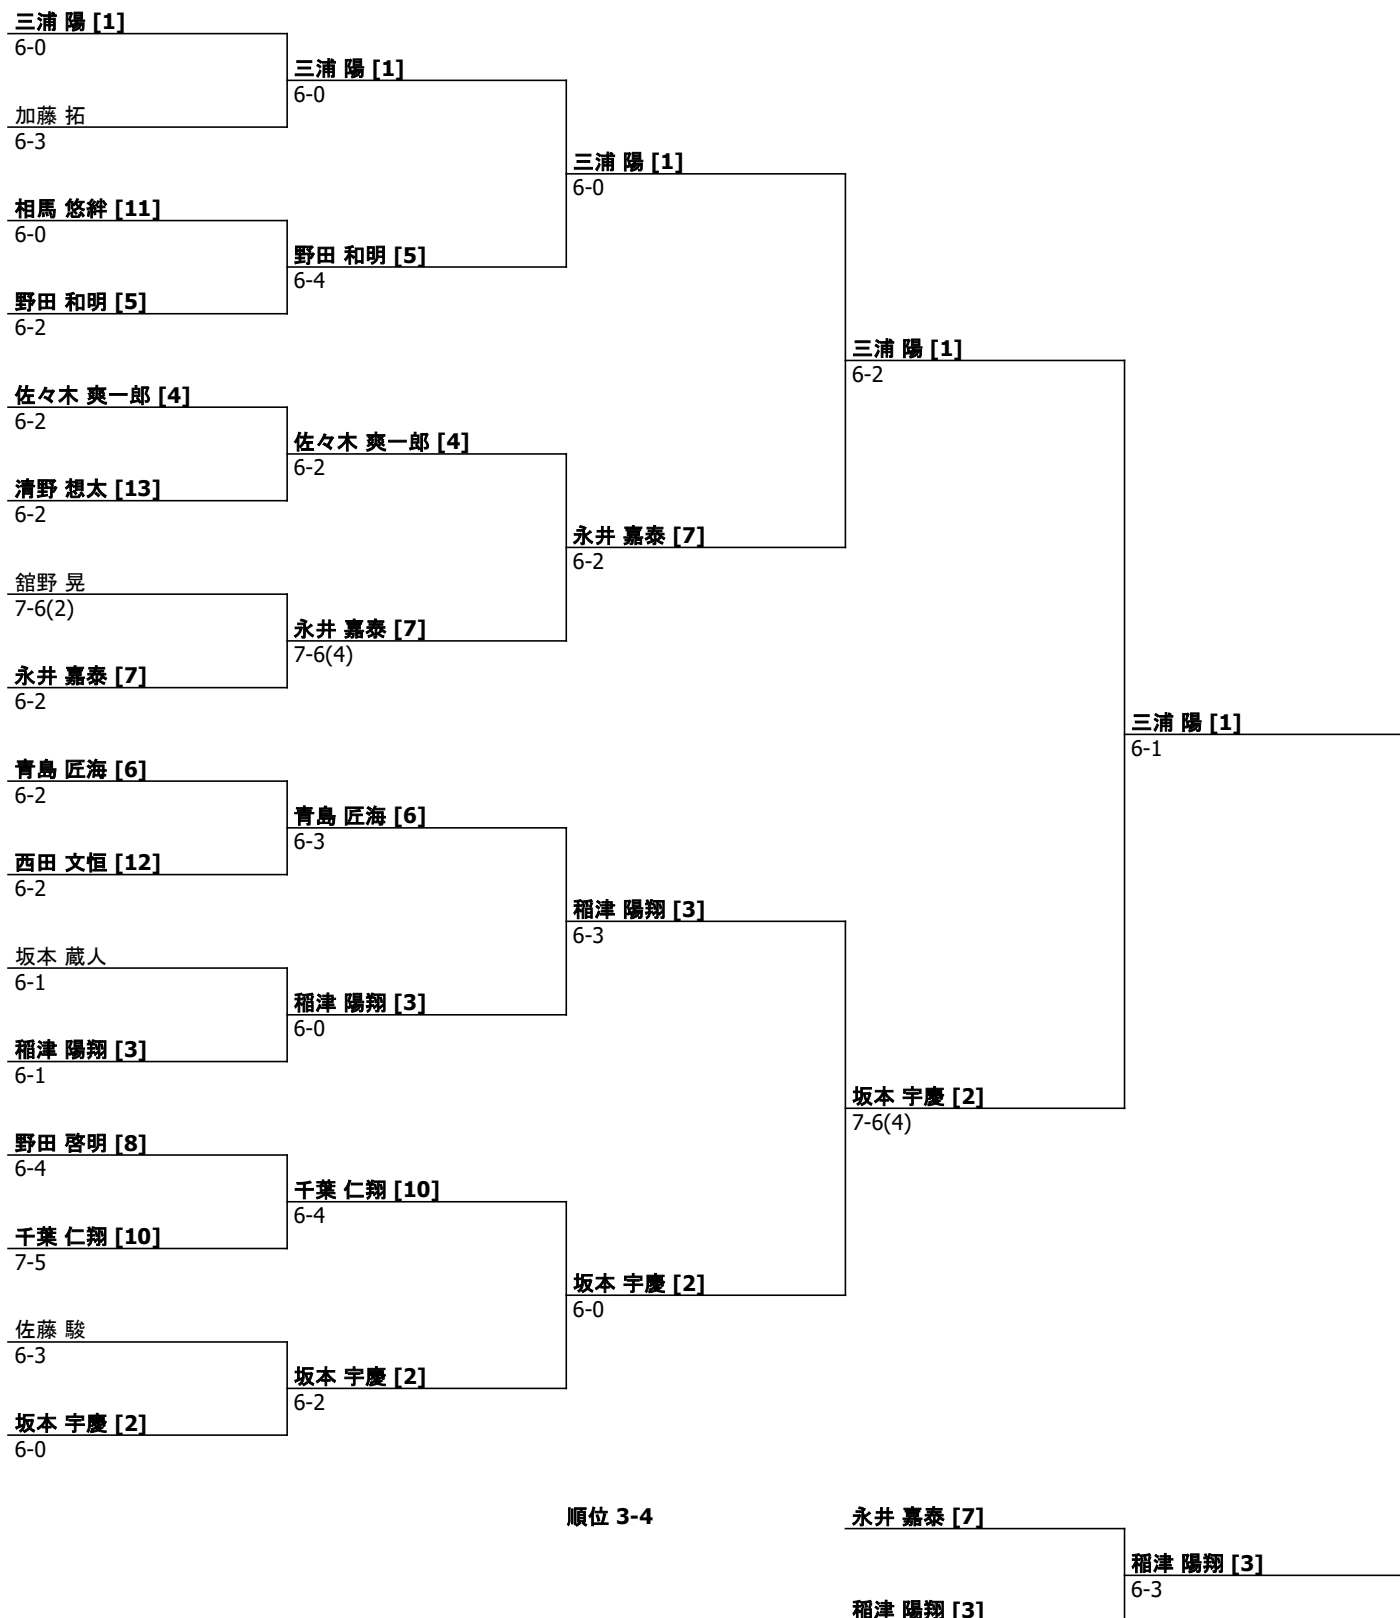 三浦 陽 [1]
6-0
三浦 陽 [1]
6-0
加藤 拓
6-3
三浦 陽 [1]
6-0
相馬 悠絆 [11]
6-0
野田 和明 [5]
6-4
野田 和明 [5]
6-2
三浦 陽 [1]
6-2
佐々木 爽一郎 [4]
6-2
佐々木 爽一郎 [4]
6-2
清野 想太 [13]
6-2
永井 嘉泰 [7]
6-2
舘野 晃
7-6(2)
永井 嘉泰 [7]
7-6(4)
永井 嘉泰 [7]
6-2
三浦 陽 [1]
6-1
青島 匠海 [6]
6-2
青島 匠海 [6]
6-3
西田 文恒 [12]
6-2
稲津 陽翔 [3]
6-3
坂本 蔵人
6-1
稲津 陽翔 [3]
6-0
稲津 陽翔 [3]
6-1
坂本 宇慶 [2]
7-6(4)
野田 啓明 [8]
6-4
千葉 仁翔 [10]
6-4
千葉 仁翔 [10]
7-5
坂本 宇慶 [2]
6-0
佐藤 駿
6-3
坂本 宇慶 [2]
6-2
坂本 宇慶 [2]
6-0
順位 3-4
永井 嘉泰 [7]
稲津 陽翔 [3]
6-3
稲津 陽翔 [3]